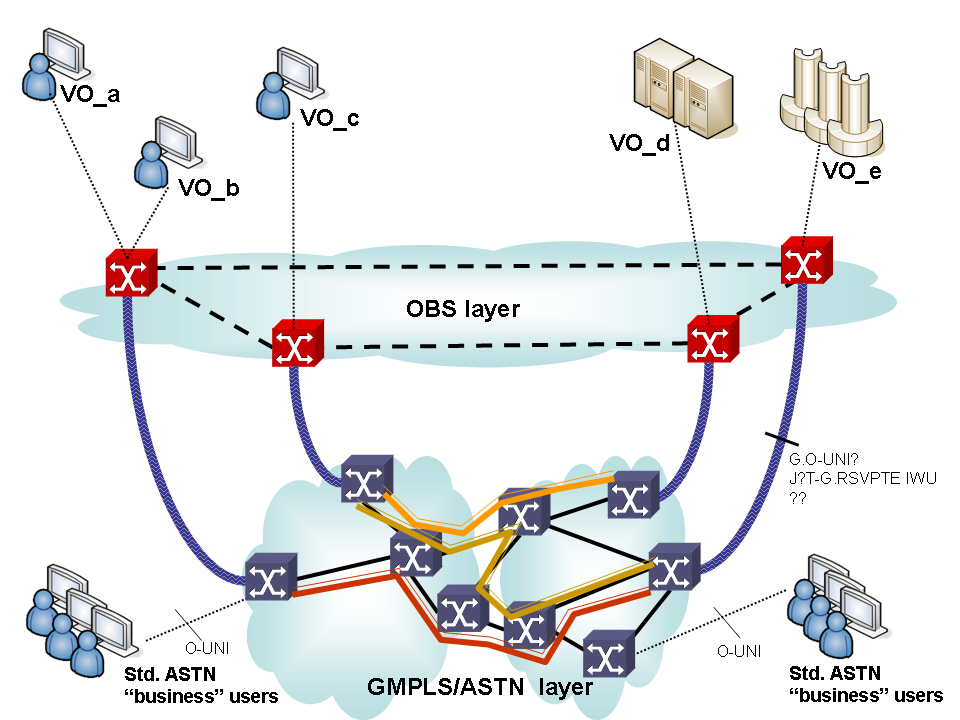 VO_a
VO_b
VO_c
VO_d
VO_e
OBS layer
G.O-UNI?
J?T-G.RSVPTE IWU
??
O-UNI
O-UNI
Std. ASTN
“business” users
GMPLS/ASTN layer
Std. ASTN
“business” users